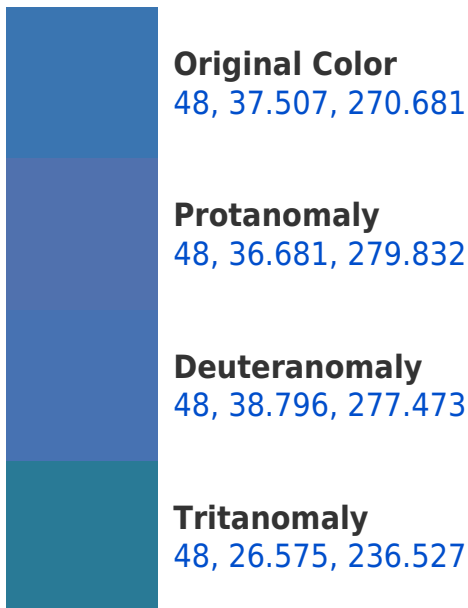 Original Color
48, 37.507, 270.681
Protanomaly
48, 36.681, 279.832
Deuteranomaly
48, 38.796, 277.473
Tritanomaly
48, 26.575, 236.527